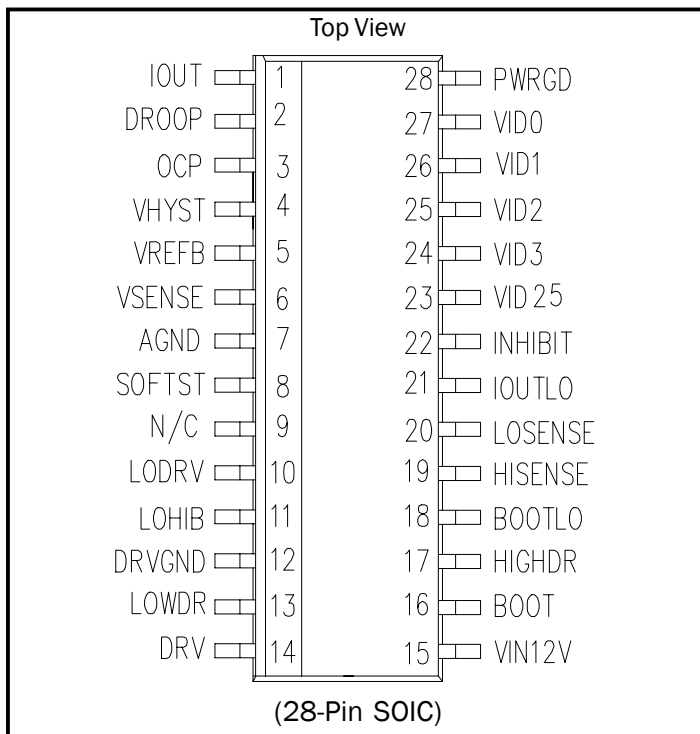 Top View
IOUT 1 28 PWRGD
DROOP 2 27 VID0
OCP 3 26 VID1
VHYST 4 25 VID2
VREFB 5 24 VID3
VSENSE 6 23 VID25
AGND 7 22 INHIBIT
SOFTST 8 21 IOUTLO
N/C 9 20 LOSENSE
LODRV 10 19 HISENSE
LOHIB 11 18 BOOTLO
DRVGND 12 17 HIGHDR
LOWDR 13 16 BOOT
DRV 14 15 VIN12V
(28-Pin SOIC)